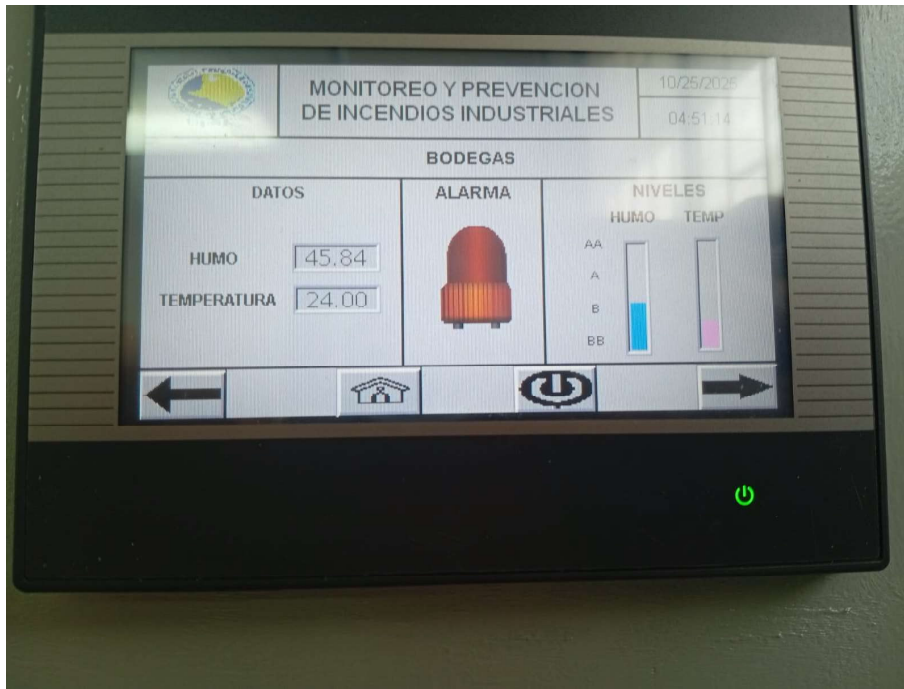 MONITOREO Y PREVENCION
DE INCENDIOS INDUSTRIALES
10/25/2025
04:51:14
BODEGAS
DATOS
ALARMA
NIVELES
HUMO TEMP
HUMO 45.84
TEMPERATURA 24.00
AA
A
B
BB